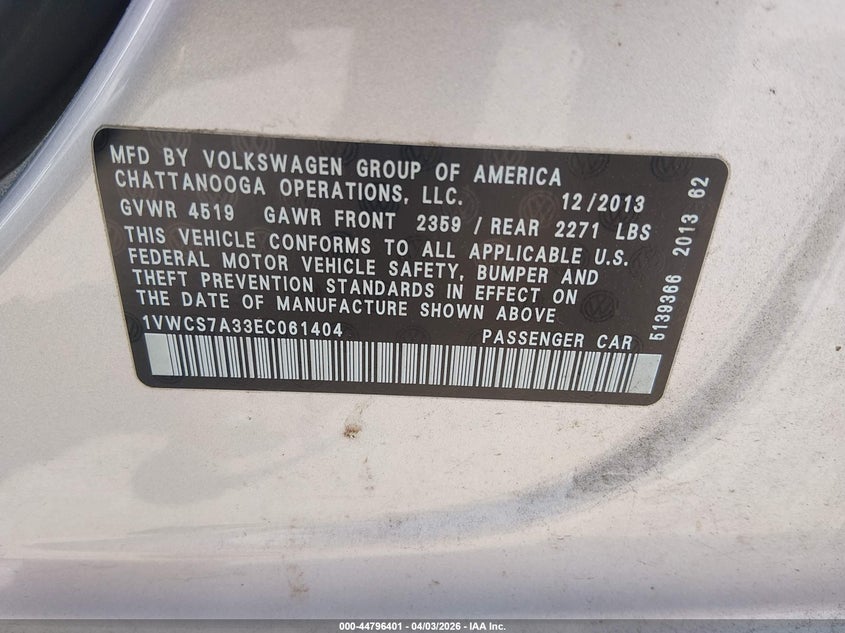 MFD BY VOLKSWAGEN GROUP OF AMERICA
CHATTANOOGA OPERATIONS, LLC. 12/2013
GVWR 4519 GAWR FRONT 2359 / REAR 2271 LBS
THIS VEHICLE CONFORMS TO ALL APPLICABLE U.S.
FEDERAL MOTOR VEHICLE SAFETY, BUMPER AND
THEFT PREVENTION STANDARDS IN EFFECT ON
THE DATE OF MANUFACTURE SHOWN ABOVE
1VWCS7A33EC061404 PASSENGER CAR
5139366 2013 62
000-44796401 | 04/03/2026 - IAA Inc.